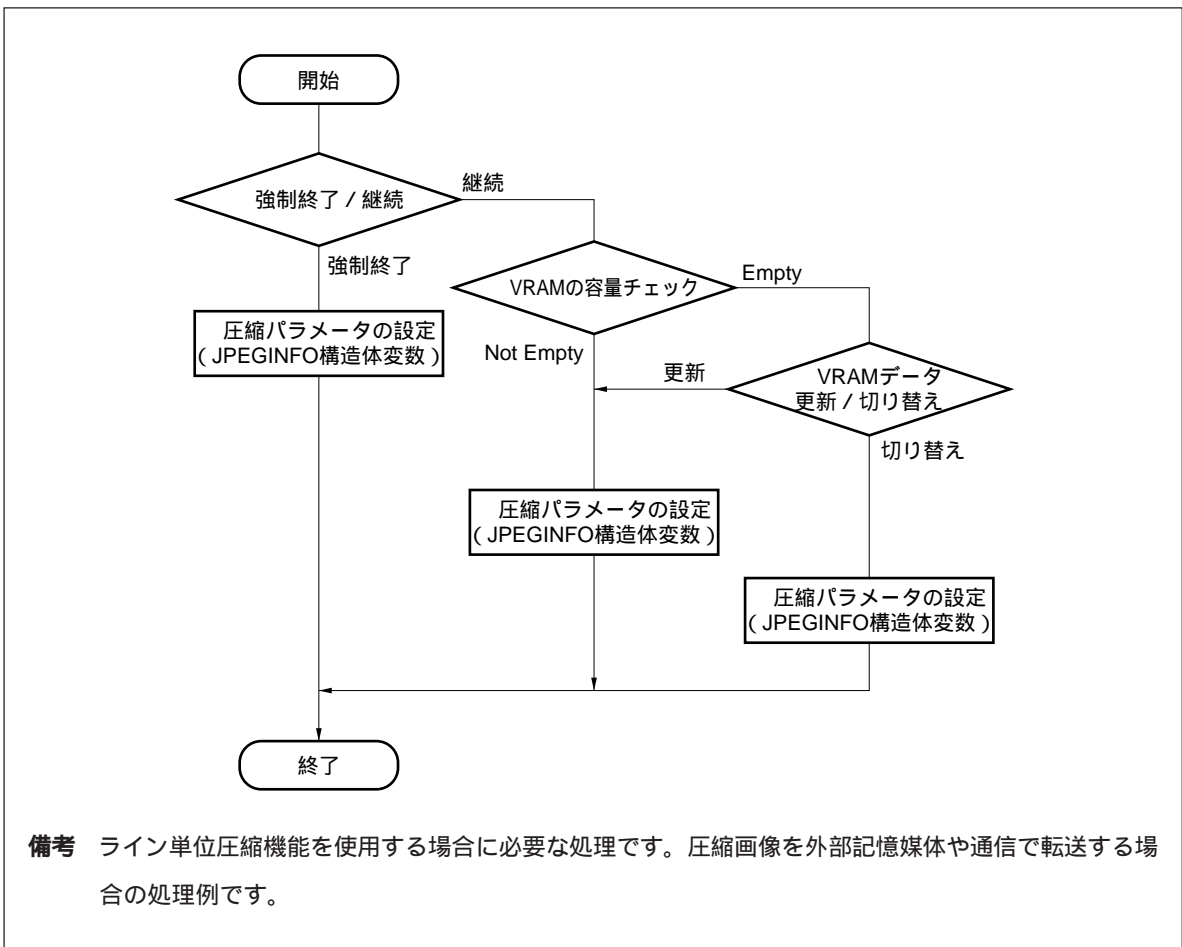 開始
強制終了 / 継続
継続
強制終了
VRAMの容量チェック
Empty
圧縮パラメータの設定
( JPEGINFO構造体変数 )
Not Empty
更新
VRAMデータ
更新 / 切り替え
切り替え
圧縮パラメータの設定
( JPEGINFO構造体変数 )
圧縮パラメータの設定
( JPEGINFO構造体変数 )
終了
備考 ライン単位圧縮機能を使用する場合に必要な処理です。圧縮画像を外部記憶媒体や通信で転送する場
合の処理例です。